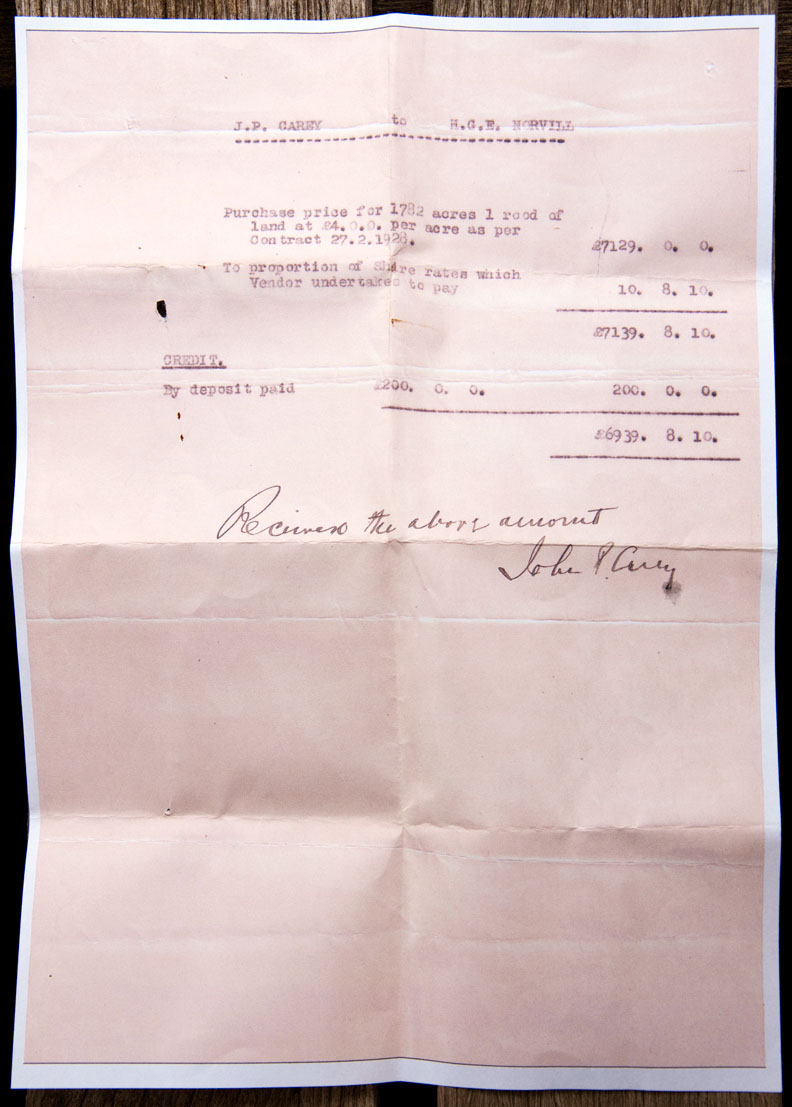 J.P. CAREY to H.G.E. NORVILL
Purchase price for 1782 acres 1 rood of
land at £4.0.0. per acre as per
Contract 27.2.1928. £7129. 0. 0.
To proportion of Shire rates which
Vendor undertakes to pay 10. 8. 10.
£7139. 8. 10.
CREDIT.
By deposit paid £200. 0. 0. 200. 0. 0.
£6939. 8. 10.
Received the above amount
John P. Carey